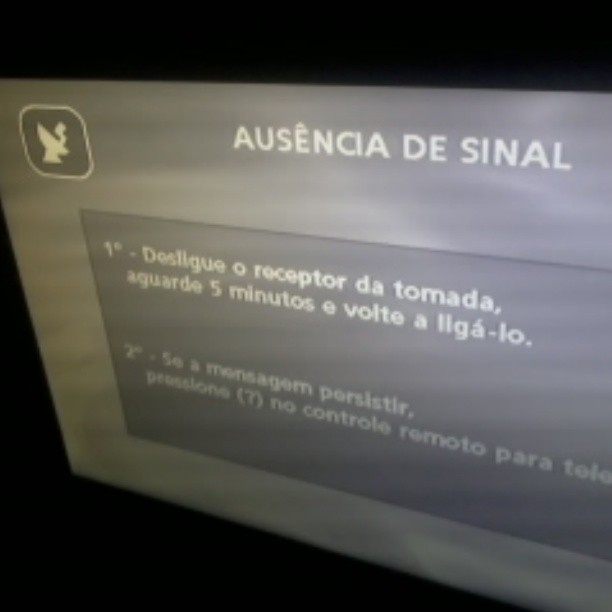 AUSÊNCIA DE SINAL
1º - Desligue o receptor da tomada,
aguarde 5 minutos e volte a ligá-lo.
2º - Se a mensagem persistir,
pressione (?) no controle remoto para tele